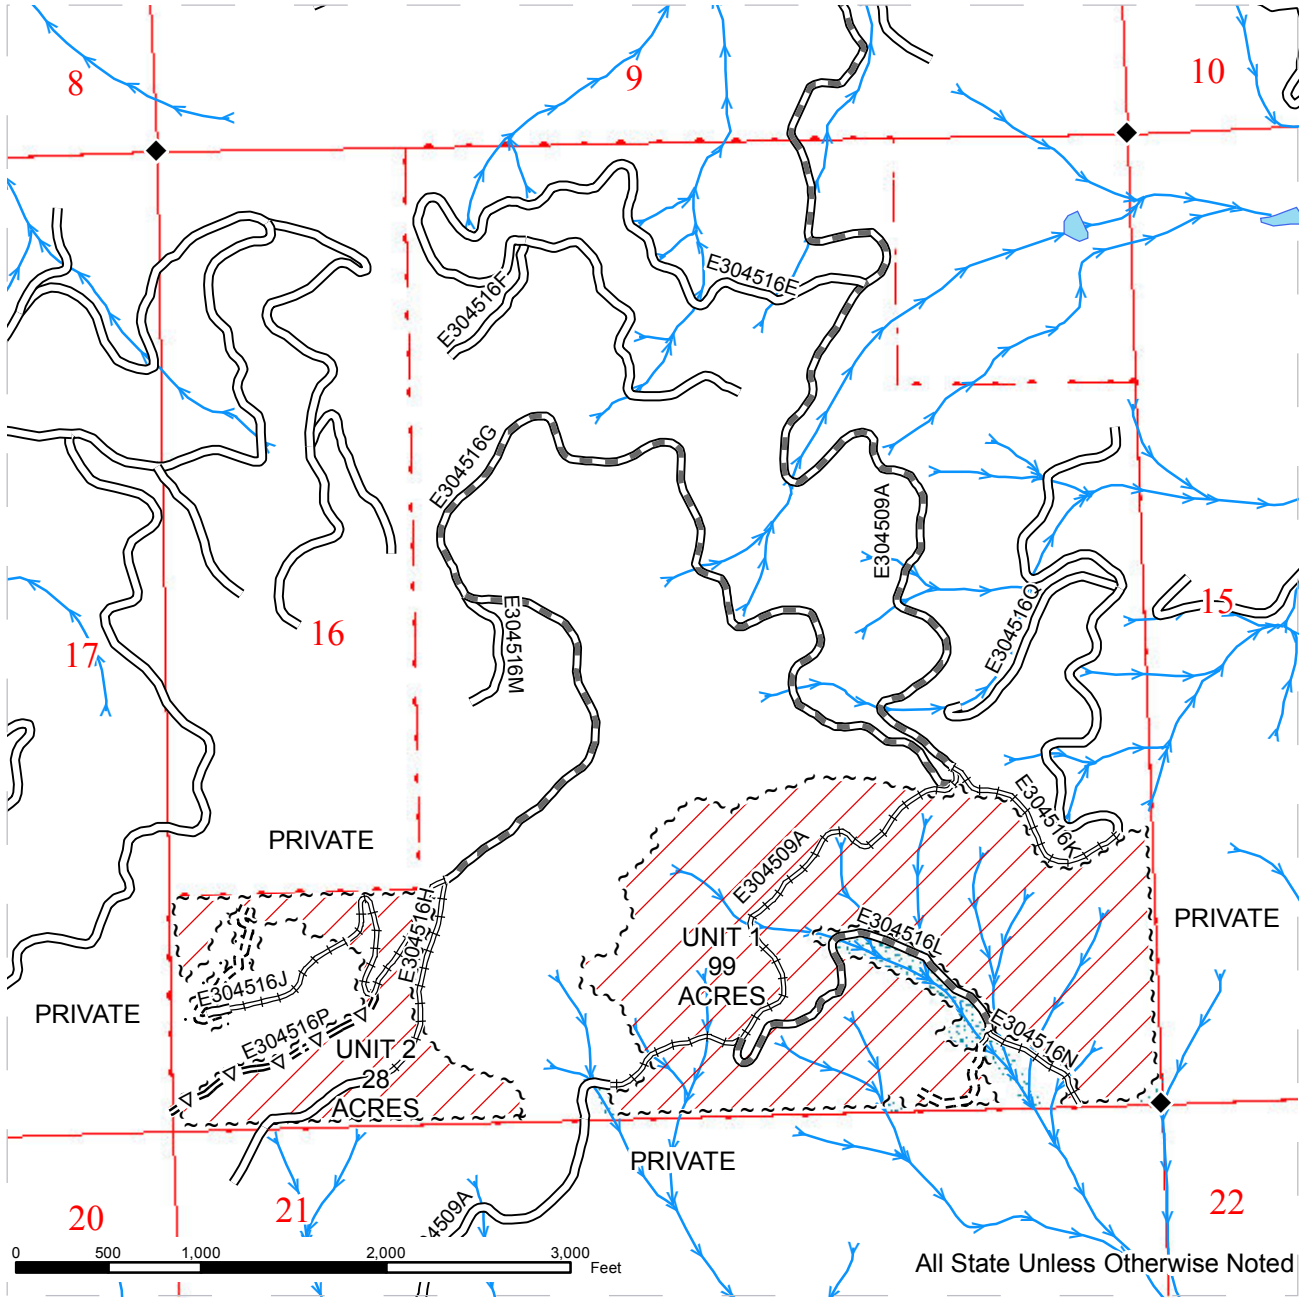 8
9
10
E304516E
E304516F
E304516G
E304509A
E304516M
E304516Q
15
16
17
E304516K
PRIVATE
E304509A
E304516H
E304516L
PRIVATE
UNIT 1
99
ACRES
E304516J
PRIVATE
E304516P
E304516N
UNIT 2
28
ACRES
PRIVATE
20
21
22
4509A
0 500 1,000 2,000 3,000
Feet
All State Unless Otherwise Noted